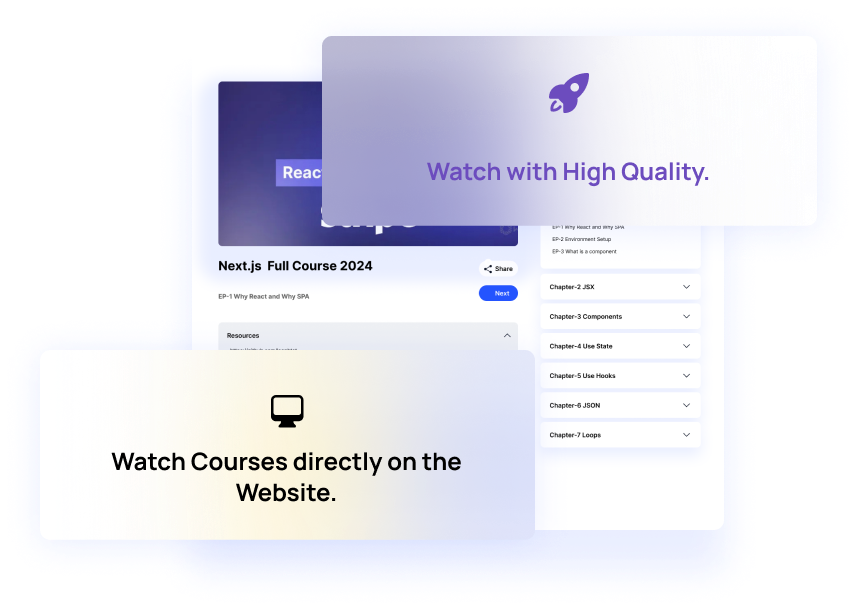 Watch with High Quality.
Reac
Next.js Full Course 2024
Share
EP-1 Why React and Why SPA
Next
Resources
EP-1 Why React and Why SPA
EP-2 Environment Setup
EP-3 What is a component
Chapter-2 JSX
Chapter-3 Components
Chapter-4 Use State
Chapter-5 Use Hooks
Chapter-6 JSON
Chapter-7 Loops
Watch Courses directly on the
Website.